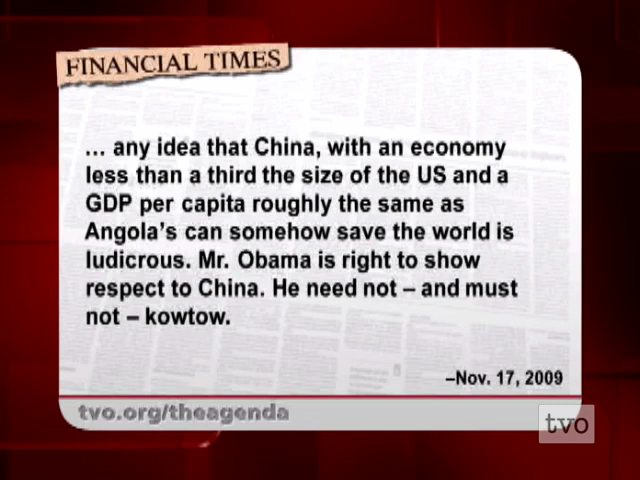 FINANCIAL TIMES
... any idea that China, with an economy
less than a third the size of the US and a
GDP per capita roughly the same as
Angola's can somehow save the world is
ludicrous. Mr. Obama is right to show
respect to China. He need not – and must
not – kowtow.
–Nov. 17, 2009
tvo.org/theagenda
tvo